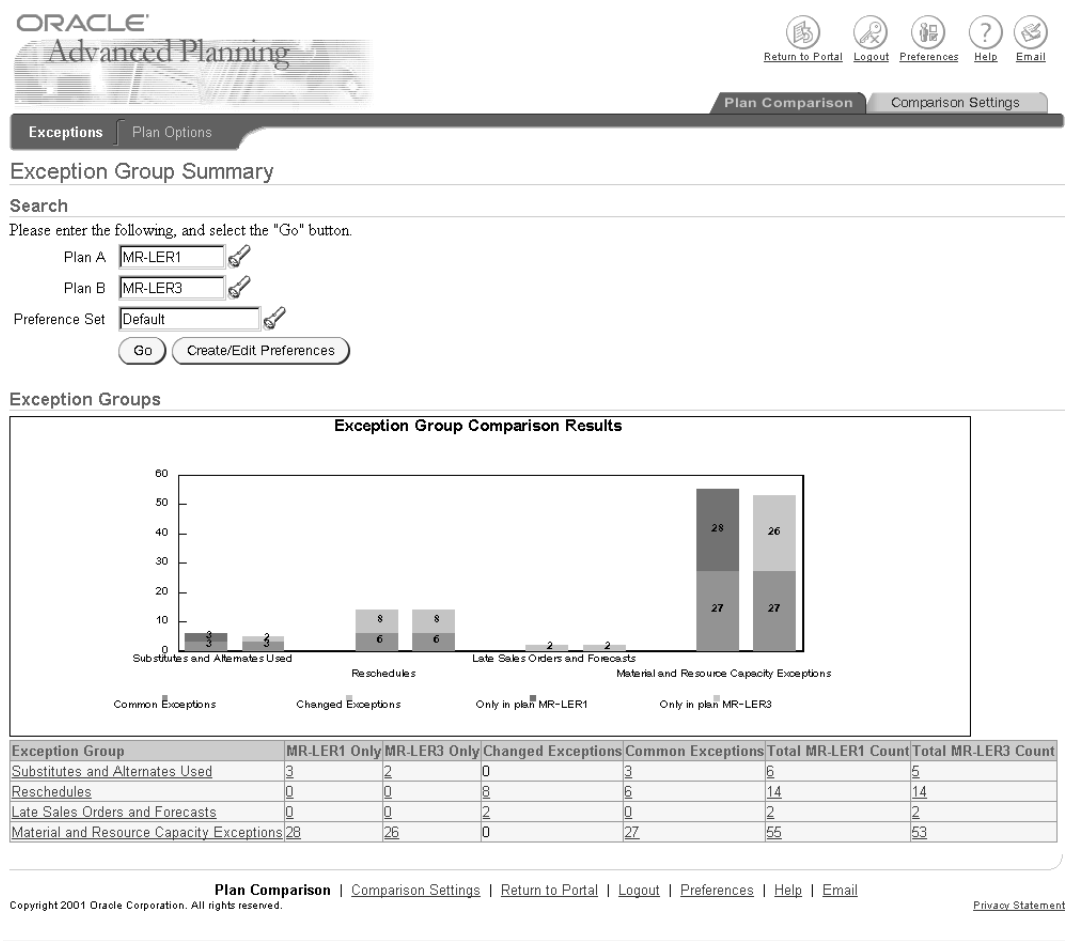 ORACLE®
Advanced Planning
Return to Portal Logout Preferences Help Email
Plan Comparison Comparison Settings
Exceptions Plan Options
Exception Group Summary
Search
Please enter the following, and select the "Go" button.
Plan A MR-LER1
Plan B MR-LER3
Preference Set Default
Go Create/Edit Preferences
Exception Groups
Exception Group Comparison Results
60
50
40
30
20
10
0
3 3 2 3
8 6 8 6
2 2
28 27 26 27
Substitutes and Alternates Used
Reschedules
Late Sales Orders and Forecasts
Material and Resource Capacity Exceptions
Common Exceptions Changed Exceptions Only in plan MR-LER1 Only in plan MR-LER3
Exception Group MR-LER1 Only MR-LER3 Only Changed Exceptions Common Exceptions Total MR-LER1 Count Total MR-LER3 Count
Substitutes and Alternates Used 3 2 0 3 6 5
Reschedules 0 0 8 6 14 14
Late Sales Orders and Forecasts 0 0 2 0 2 2
Material and Resource Capacity Exceptions 28 26 0 27 55 53
Plan Comparison | Comparison Settings | Return to Portal | Logout | Preferences | Help | Email
Copyright 2001 Oracle Corporation. All rights reserved. Privacy Statement